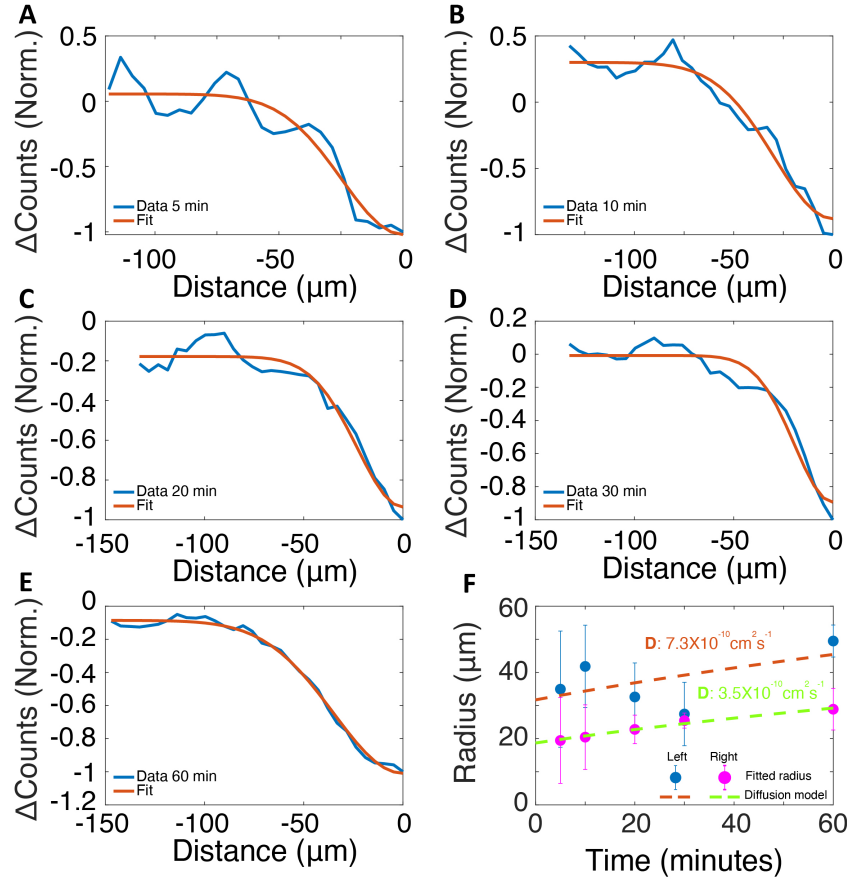 A
ΔCounts (Norm.)
0.5
0
-0.5
-1
Data 5 min
Fit
-100
-50
0
Distance (µm)
B
ΔCounts (Norm.)
0.5
0
-0.5
-1
Data 10 min
Fit
-100
-50
0
Distance (µm)
C
ΔCounts (Norm.)
0
-0.2
-0.4
-0.6
-0.8
-1
Data 20 min
Fit
-150
-100
-50
0
Distance (µm)
D
ΔCounts (Norm.)
0.2
0
-0.2
-0.4
-0.6
-0.8
-1
Data 30 min
Fit
-150
-100
-50
0
Distance (µm)
E
ΔCounts (Norm.)
0
-0.2
-0.4
-0.6
-0.8
-1
-1.2
Data 60 min
Fit
-150
-100
-50
0
Distance (µm)
F
Radius (µm)
60
40
20
0
D: 7.3X10⁻¹⁰cm²s⁻¹
D: 3.5X10⁻¹⁰cm²s⁻¹
Left Right
Fitted radius
Diffusion model
0
20
40
60
Time (minutes)